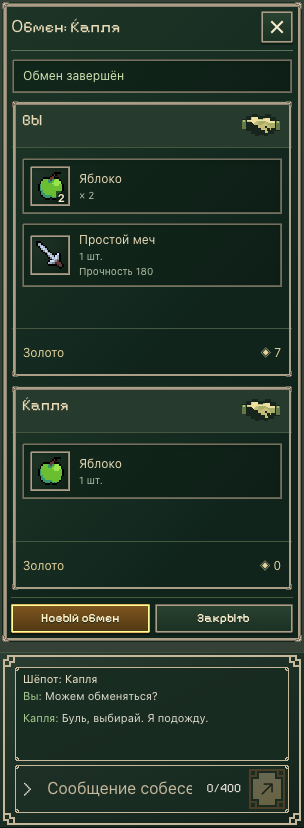 Обмен: Капля
Обмен завершён
Вы
Яблоко
× 2
2
Простой меч
1 шт.
Прочность 180
Золото
7
Капля
Яблоко
1 шт.
Золото
0
Новый обмен
Закрыть
Шёпот: Капля
Вы: Можем обменяться?
Капля: Буль, выбирай. Я подожду.
Сообщение собесе
0/400